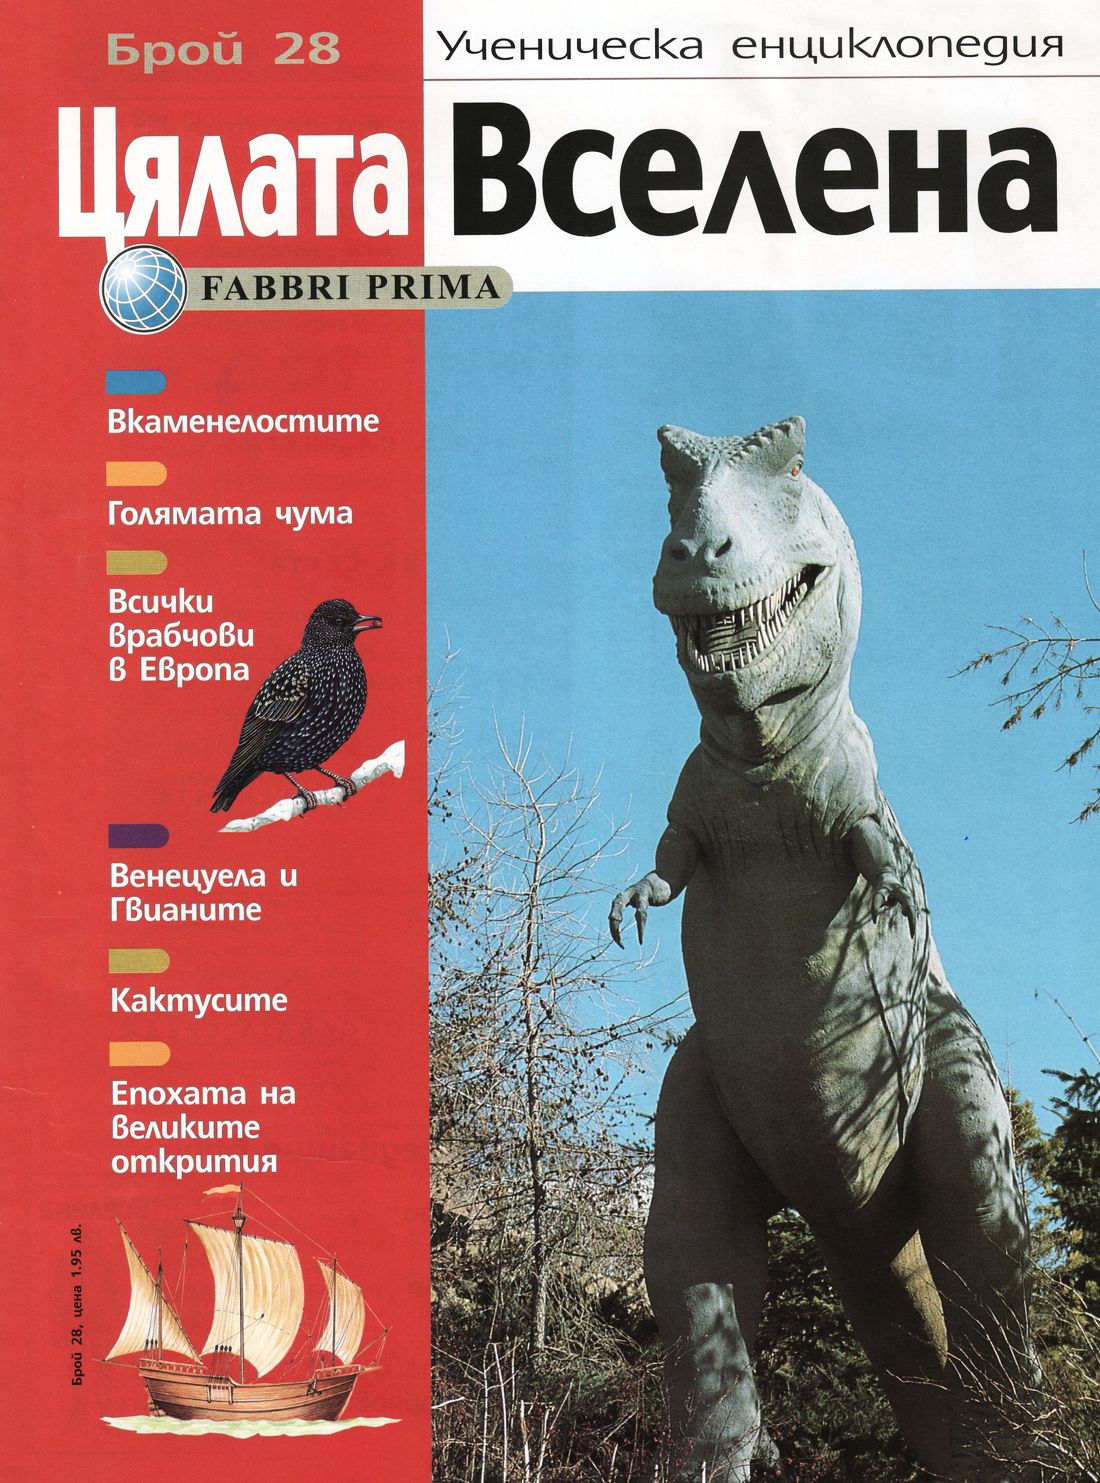 Брой 28
Ученическа енциклопедия
Цялата Вселена
FABBRI PRIMA
Вкаменелостите
Голямата чума
Всички
врабчови
в Европа
Венецуела и
Гвианите
Кактусите
Епохата на
великите
открития
Брой 28, цена 1.95 лв.